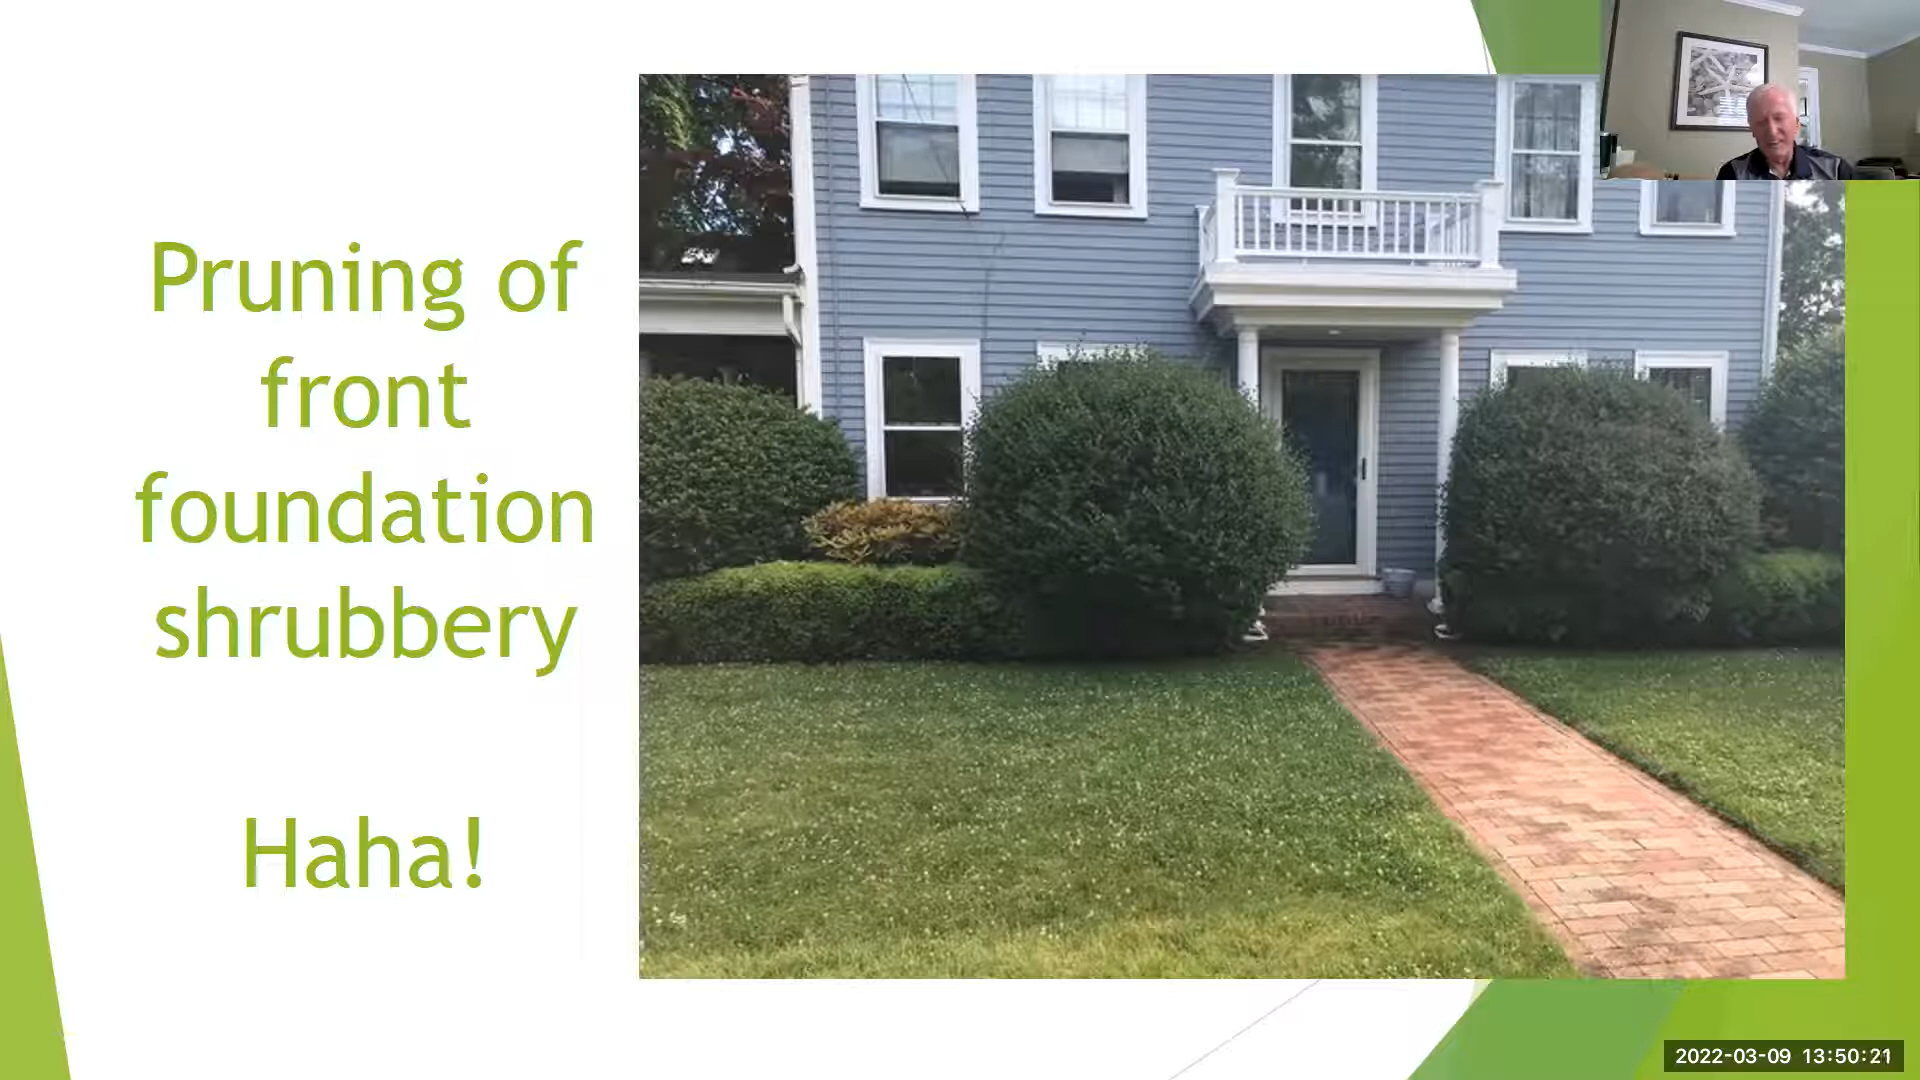 Pruning of
front
foundation
shrubbery
Haha!
2022-03-09 13:50:21